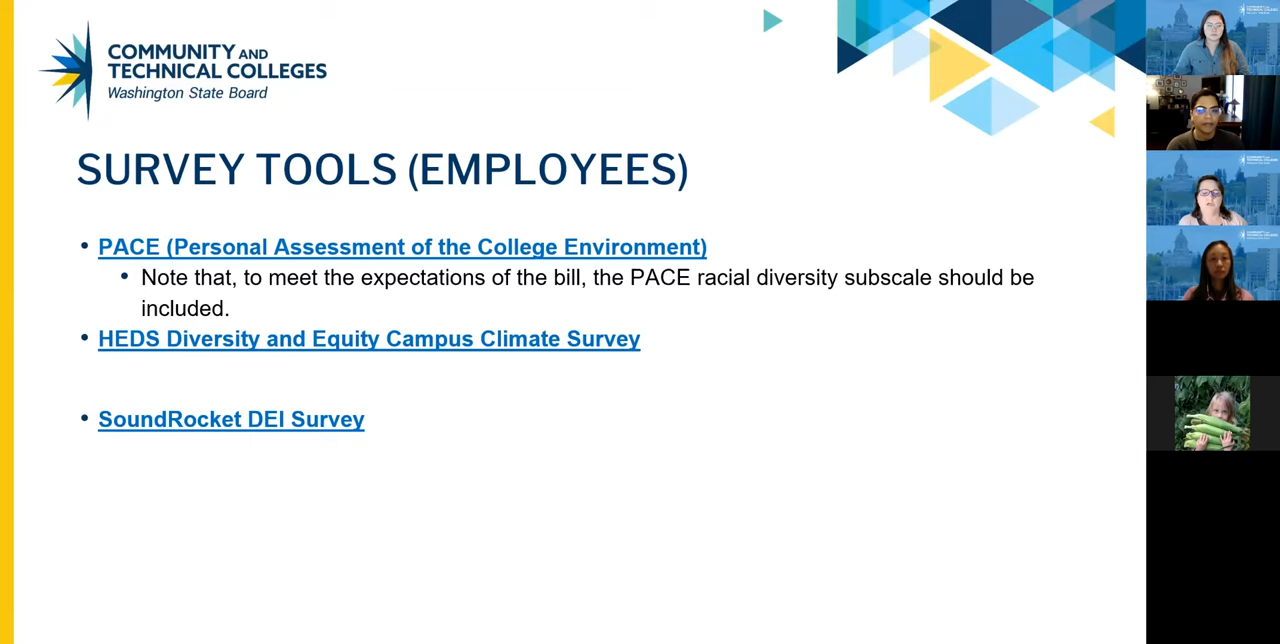 COMMUNITY AND
TECHNICAL COLLEGES
Washington State Board
SURVEY TOOLS (EMPLOYEES)
• PACE (Personal Assessment of the College Environment)
• Note that, to meet the expectations of the bill, the PACE racial diversity subscale should be
included.
• HEDS Diversity and Equity Campus Climate Survey
• SoundRocket DEI Survey